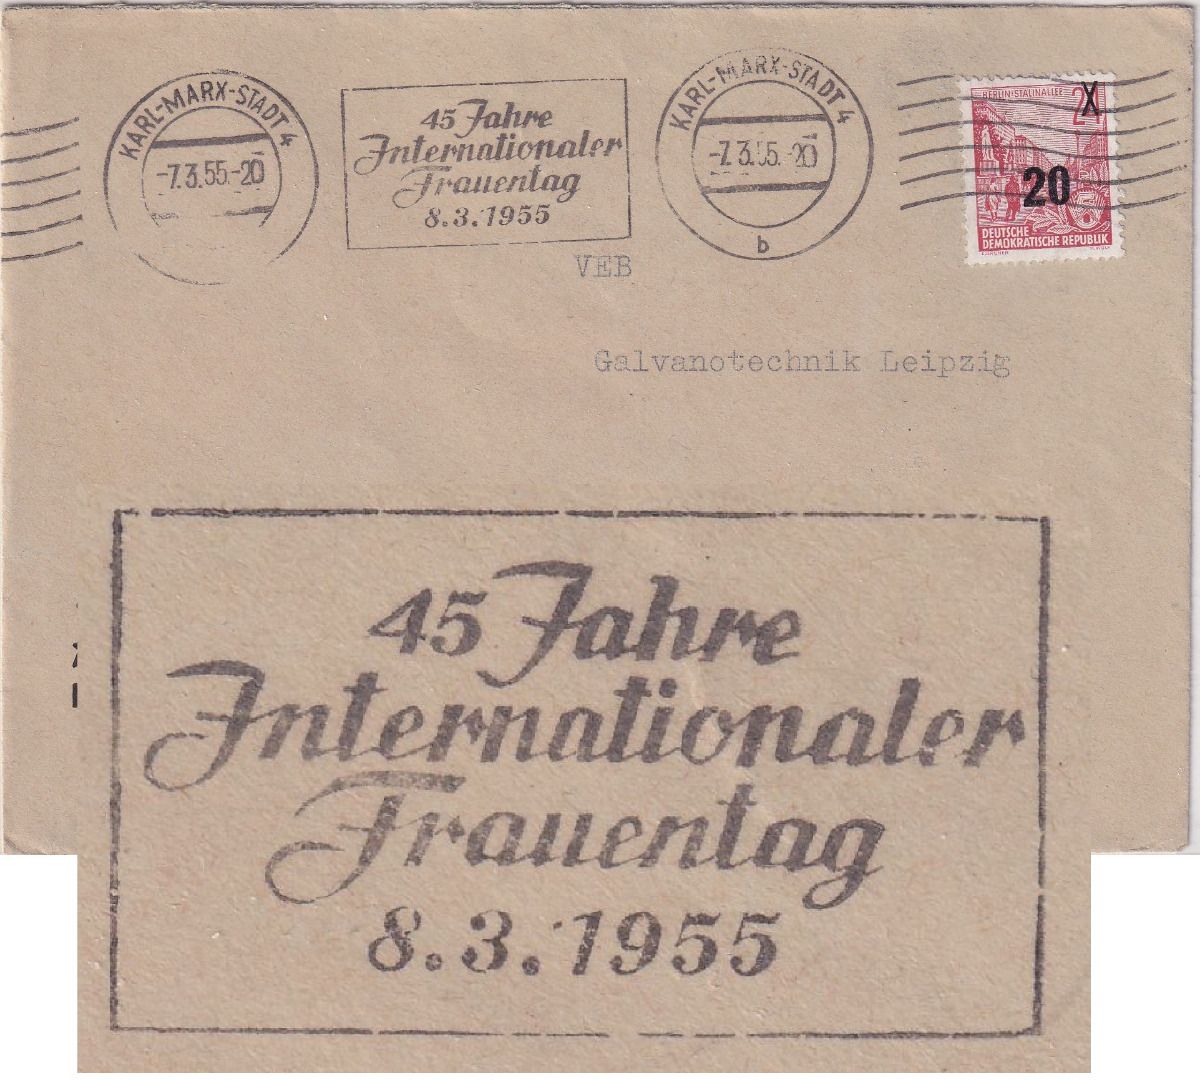 KARL-MARX-STADT 4
-7.3.55.-20
45 Jahre
Internationaler
Frauentag
8.3.1955
KARL-MARX-STADT 4
-7.3.55.-20
b
BERLIN-STALINALLEE
24
20
DEUTSCHE
DEMOKRATISCHE REPUBLIK
VEB
Galvanotechnik Leipzig
45 Jahre
Internationaler
Frauentag
8.3.1955